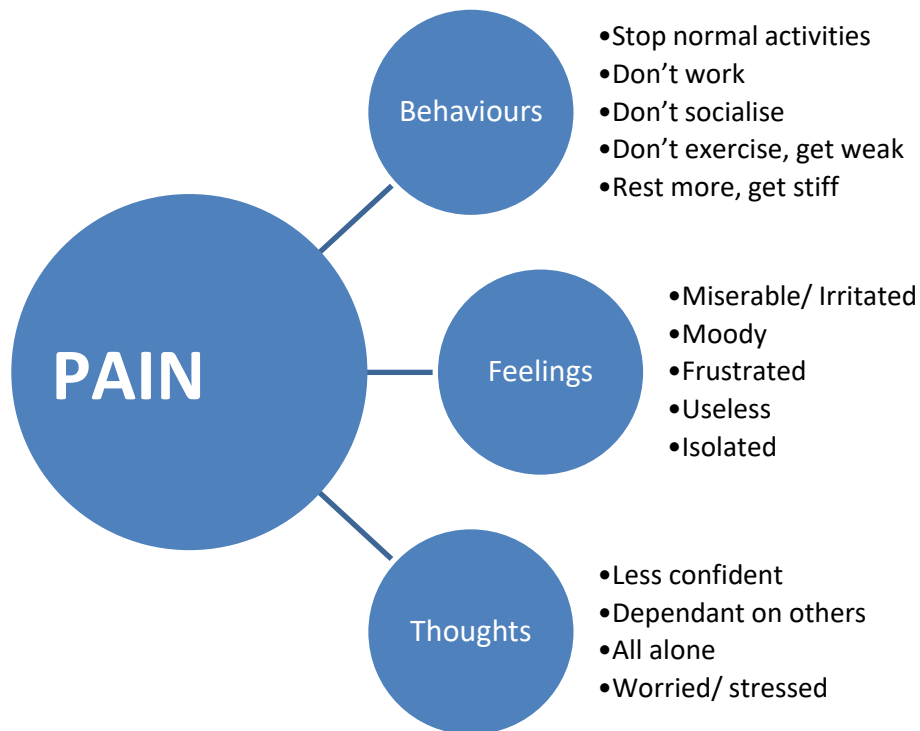 PAIN
Behaviours
•Stop normal activities
•Don’t work
•Don’t socialise
•Don’t exercise, get weak
•Rest more, get stiff
Feelings
•Miserable/ Irritated
•Moody
•Frustrated
•Useless
•Isolated
Thoughts
•Less confident
•Dependant on others
•All alone
•Worried/ stressed